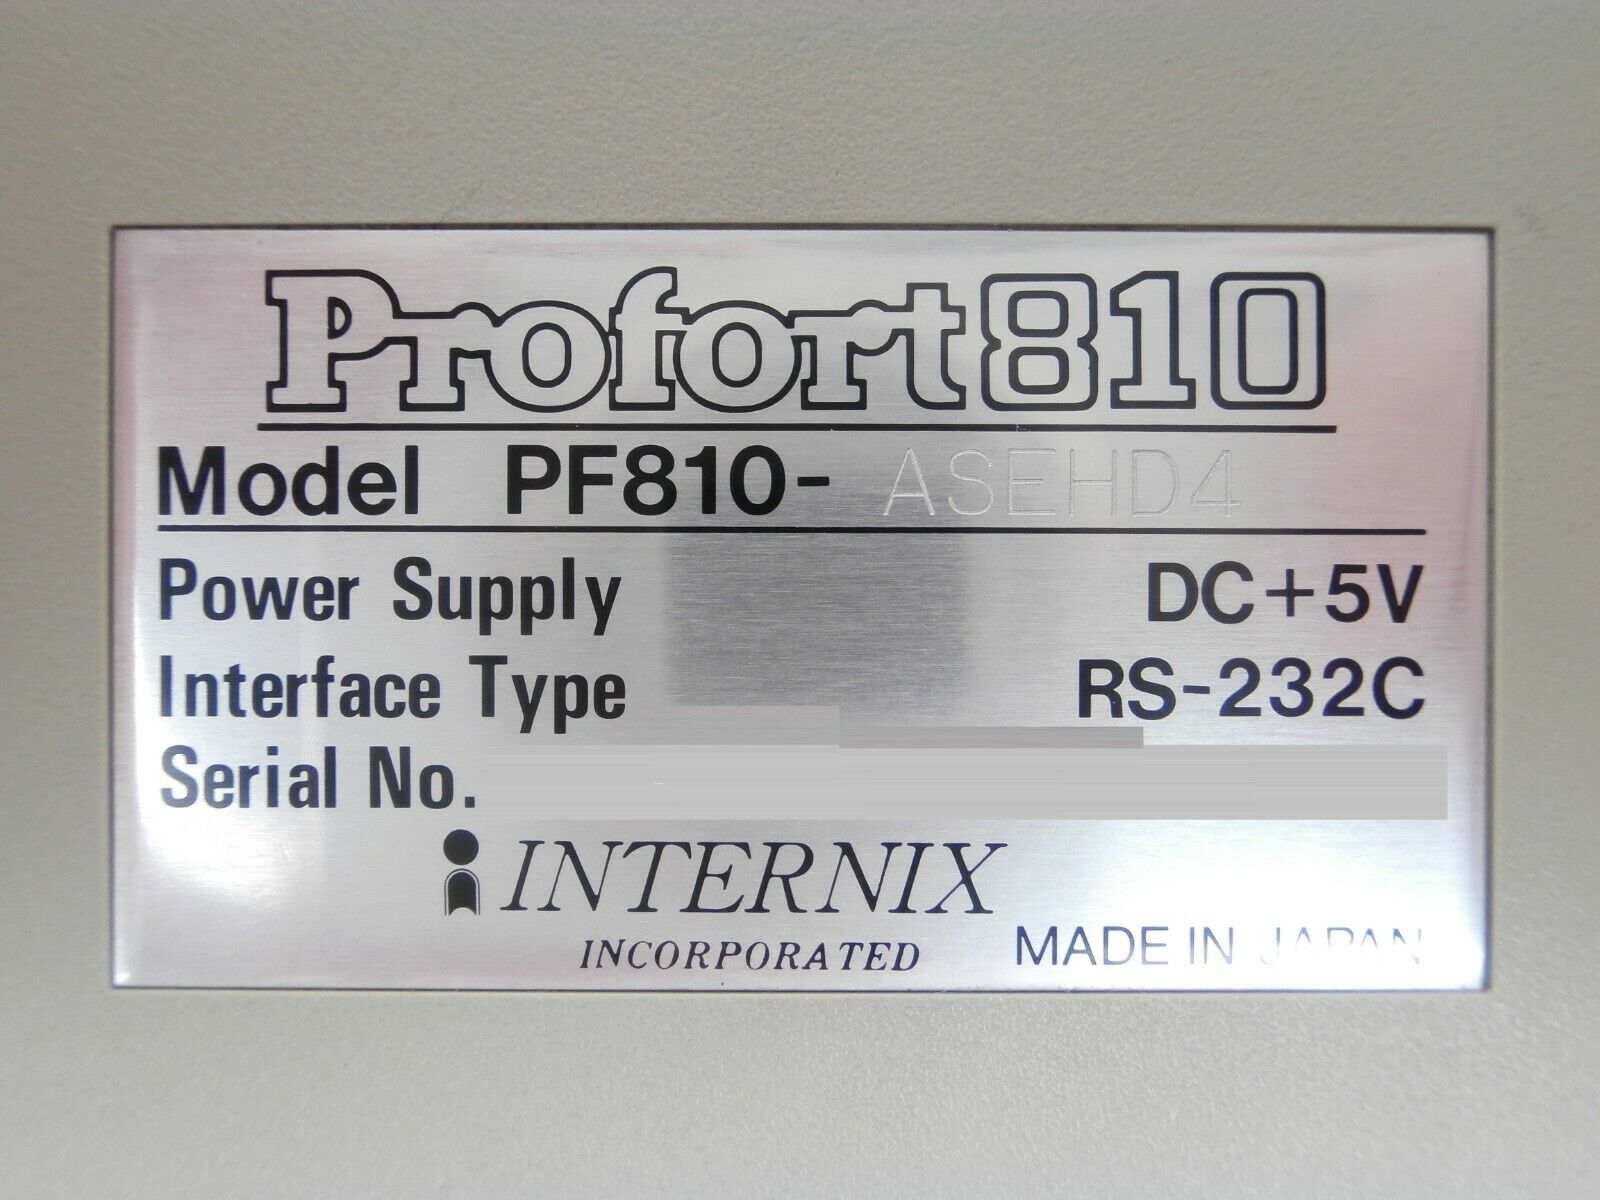 Profort810
Model PF810-ASEHD4
Power Supply DC+5V
Interface Type RS-232C
Serial No.
INTERNIX
INCORPORATED
MADE IN JAPAN